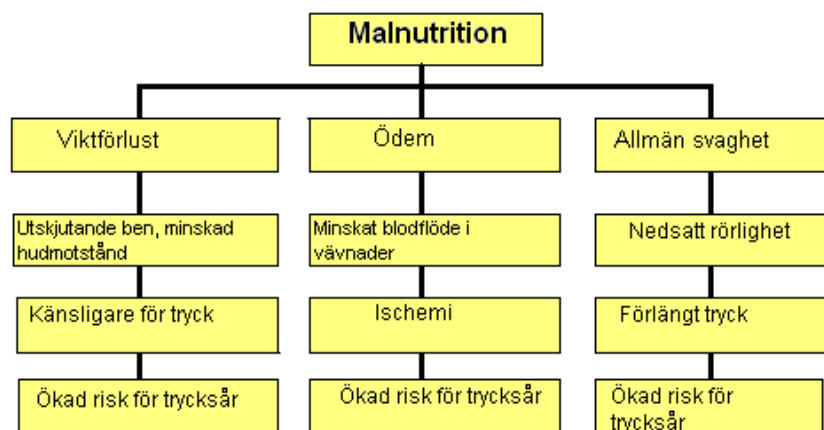 Malnutrition
Viktförlust
Ödem
Allmän svaghet
Utskjutande ben, minskad
hudmotstånd
Minskat blodflöde i
vävnader
Nedsatt rörlighet
Känsligare för tryck
Ischemi
Förlängt tryck
Ökad risk för trycksår
Ökad risk för trycksår
Ökad risk för
trycksår